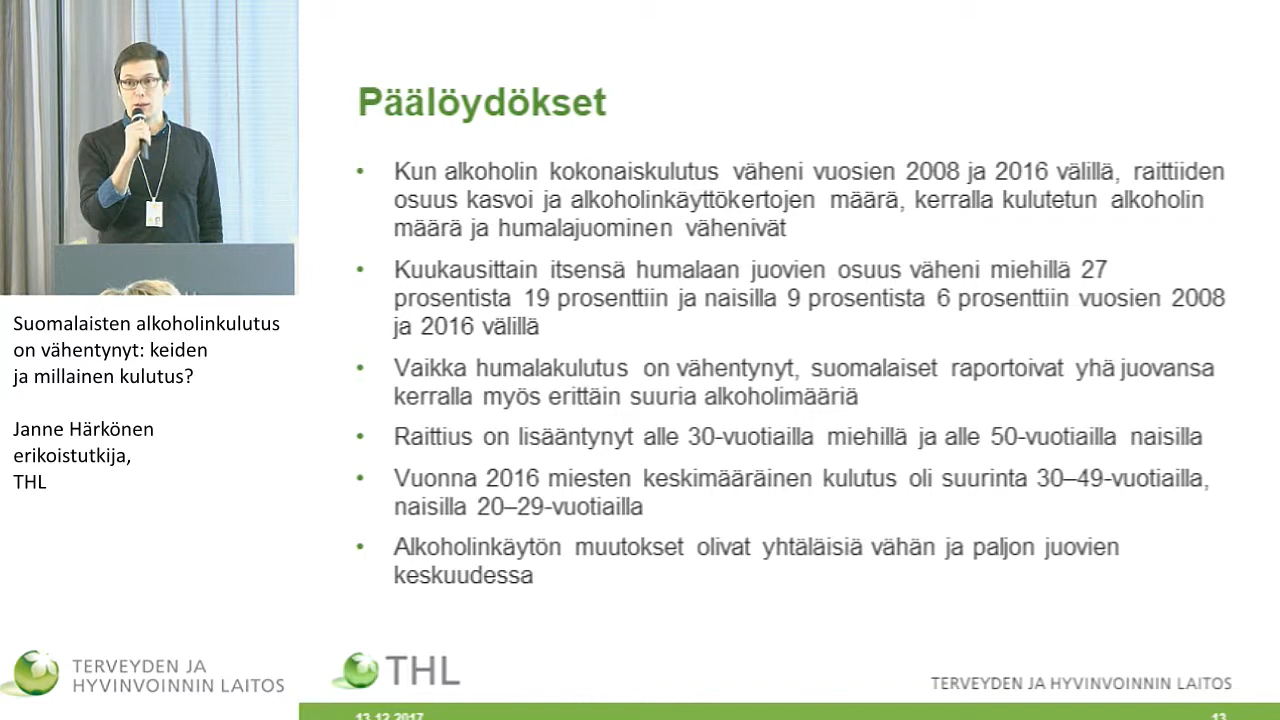 Päälöydökset
• Kun alkoholin kokonaiskulutus väheni vuosien 2008 ja 2016 välillä, raittiiden
osuus kasvoi ja alkoholinkäyttökertojen määrä, kerralla kulutetun alkoholin
määrä ja humalajuominen vähenivät
• Kuukausittain itsensä humalaan juovien osuus väheni miehillä 27
prosentista 19 prosenttiin ja naisilla 9 prosentista 6 prosenttiin vuosien 2008
ja 2016 välillä
• Vaikka humalakulutus on vähentynyt, suomalaiset raportoivat yhä juovansa
kerralla myös erittäin suuria alkoholimääriä
• Raittius on lisääntynyt alle 30-vuotiailla miehillä ja alle 50-vuotiailla naisilla
• Vuonna 2016 miesten keskimääräinen kulutus oli suurinta 30–49-vuotiailla,
naisilla 20–29-vuotiailla
• Alkoholinkäytön muutokset olivat yhtäläisiä vähän ja paljon juovien
keskuudessa
Suomalaisten alkoholinkulutus
on vähentynyt: keiden
ja millainen kulutus?
Janne Härkönen
erikoistutkija,
THL
TERVEYDEN JA
HYVINVOINNIN LAITOS
THL
TERVEYDEN JA HYVINVOINNIN LAITOS
13.12.2017
13